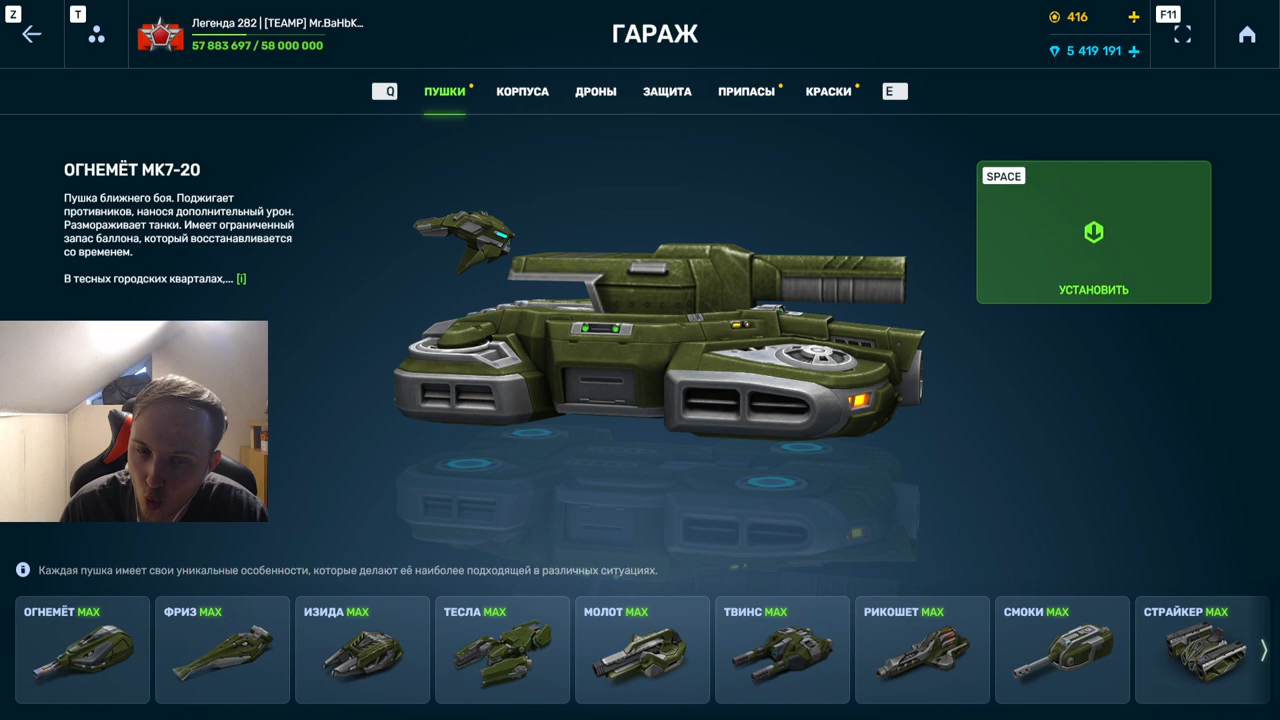 Z
T
Легенда 282 | [TEAMP] Mr.BaHbK...
57 883 697 / 58 000 000
ГАРАЖ
416
5 419 191
F11
Q
ПУШКИ
КОРПУСА
ДРОНЫ
ЗАЩИТА
ПРИПАСЫ
КРАСКИ
E
ОГНЕМЁТ МК7-20
Пушка ближнего боя. Поджигает
противников, нанося дополнительный урон.
Размораживает танки. Имеет ограниченный
запас баллона, который восстанавливается
со временем.
В тесных городских кварталах,... [i]
SPACE
УСТАНОВИТЬ
Каждая пушка имеет свои уникальные особенности, которые делают её наиболее подходящей в различных ситуациях.
ОГНЕМЁТ MAX
ФРИЗ MAX
ИЗИДА MAX
ТЕСЛА MAX
МОЛОТ MAX
ТВИНС MAX
РИКОШЕТ MAX
СМОКИ MAX
СТРАЙКЕР MAX